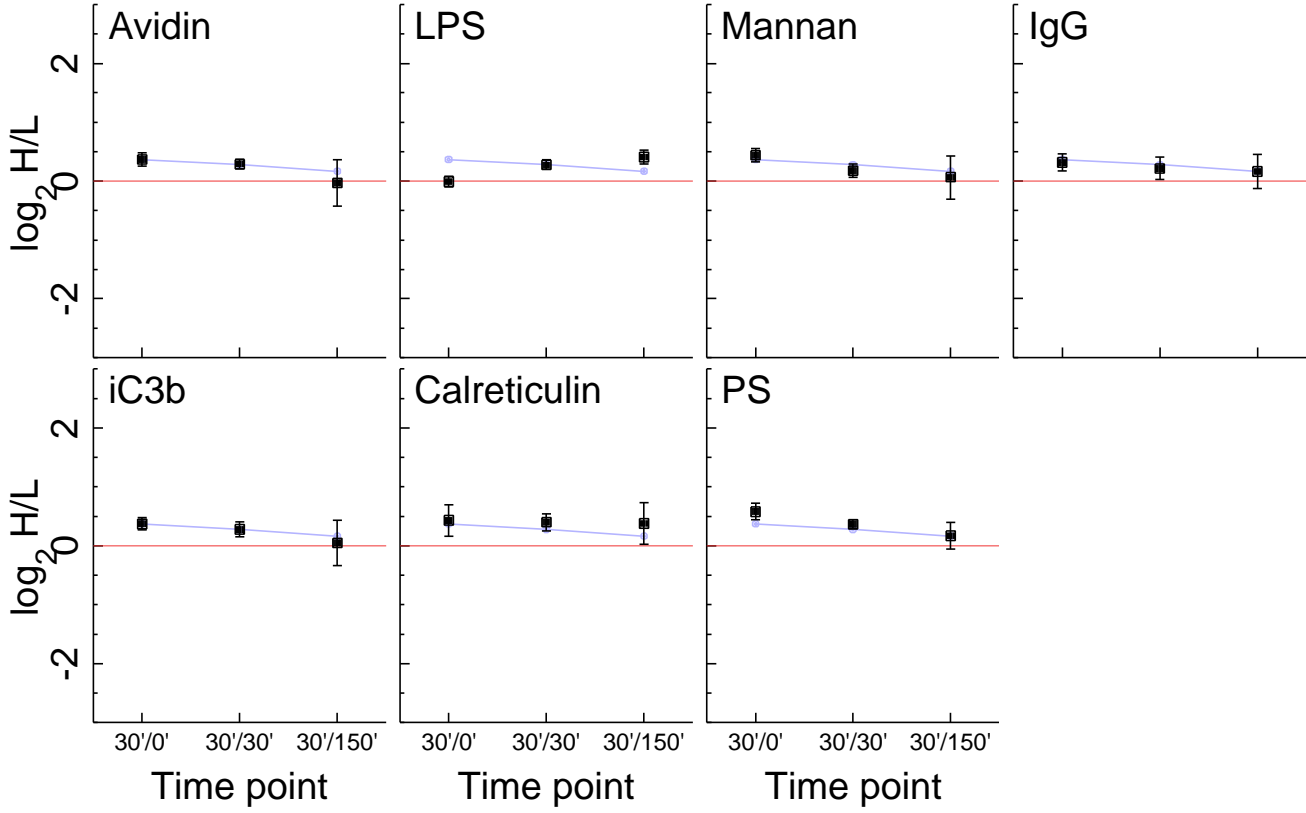 Avidin
LPS
Mannan
IgG
log2 H/L
2
0
-2
iC3b
Calreticulin
PS
log2 H/L
2
0
-2
30'/0' 30'/30' 30'/150'
30'/0' 30'/30' 30'/150'
30'/0' 30'/30' 30'/150'
Time point
Time point
Time point